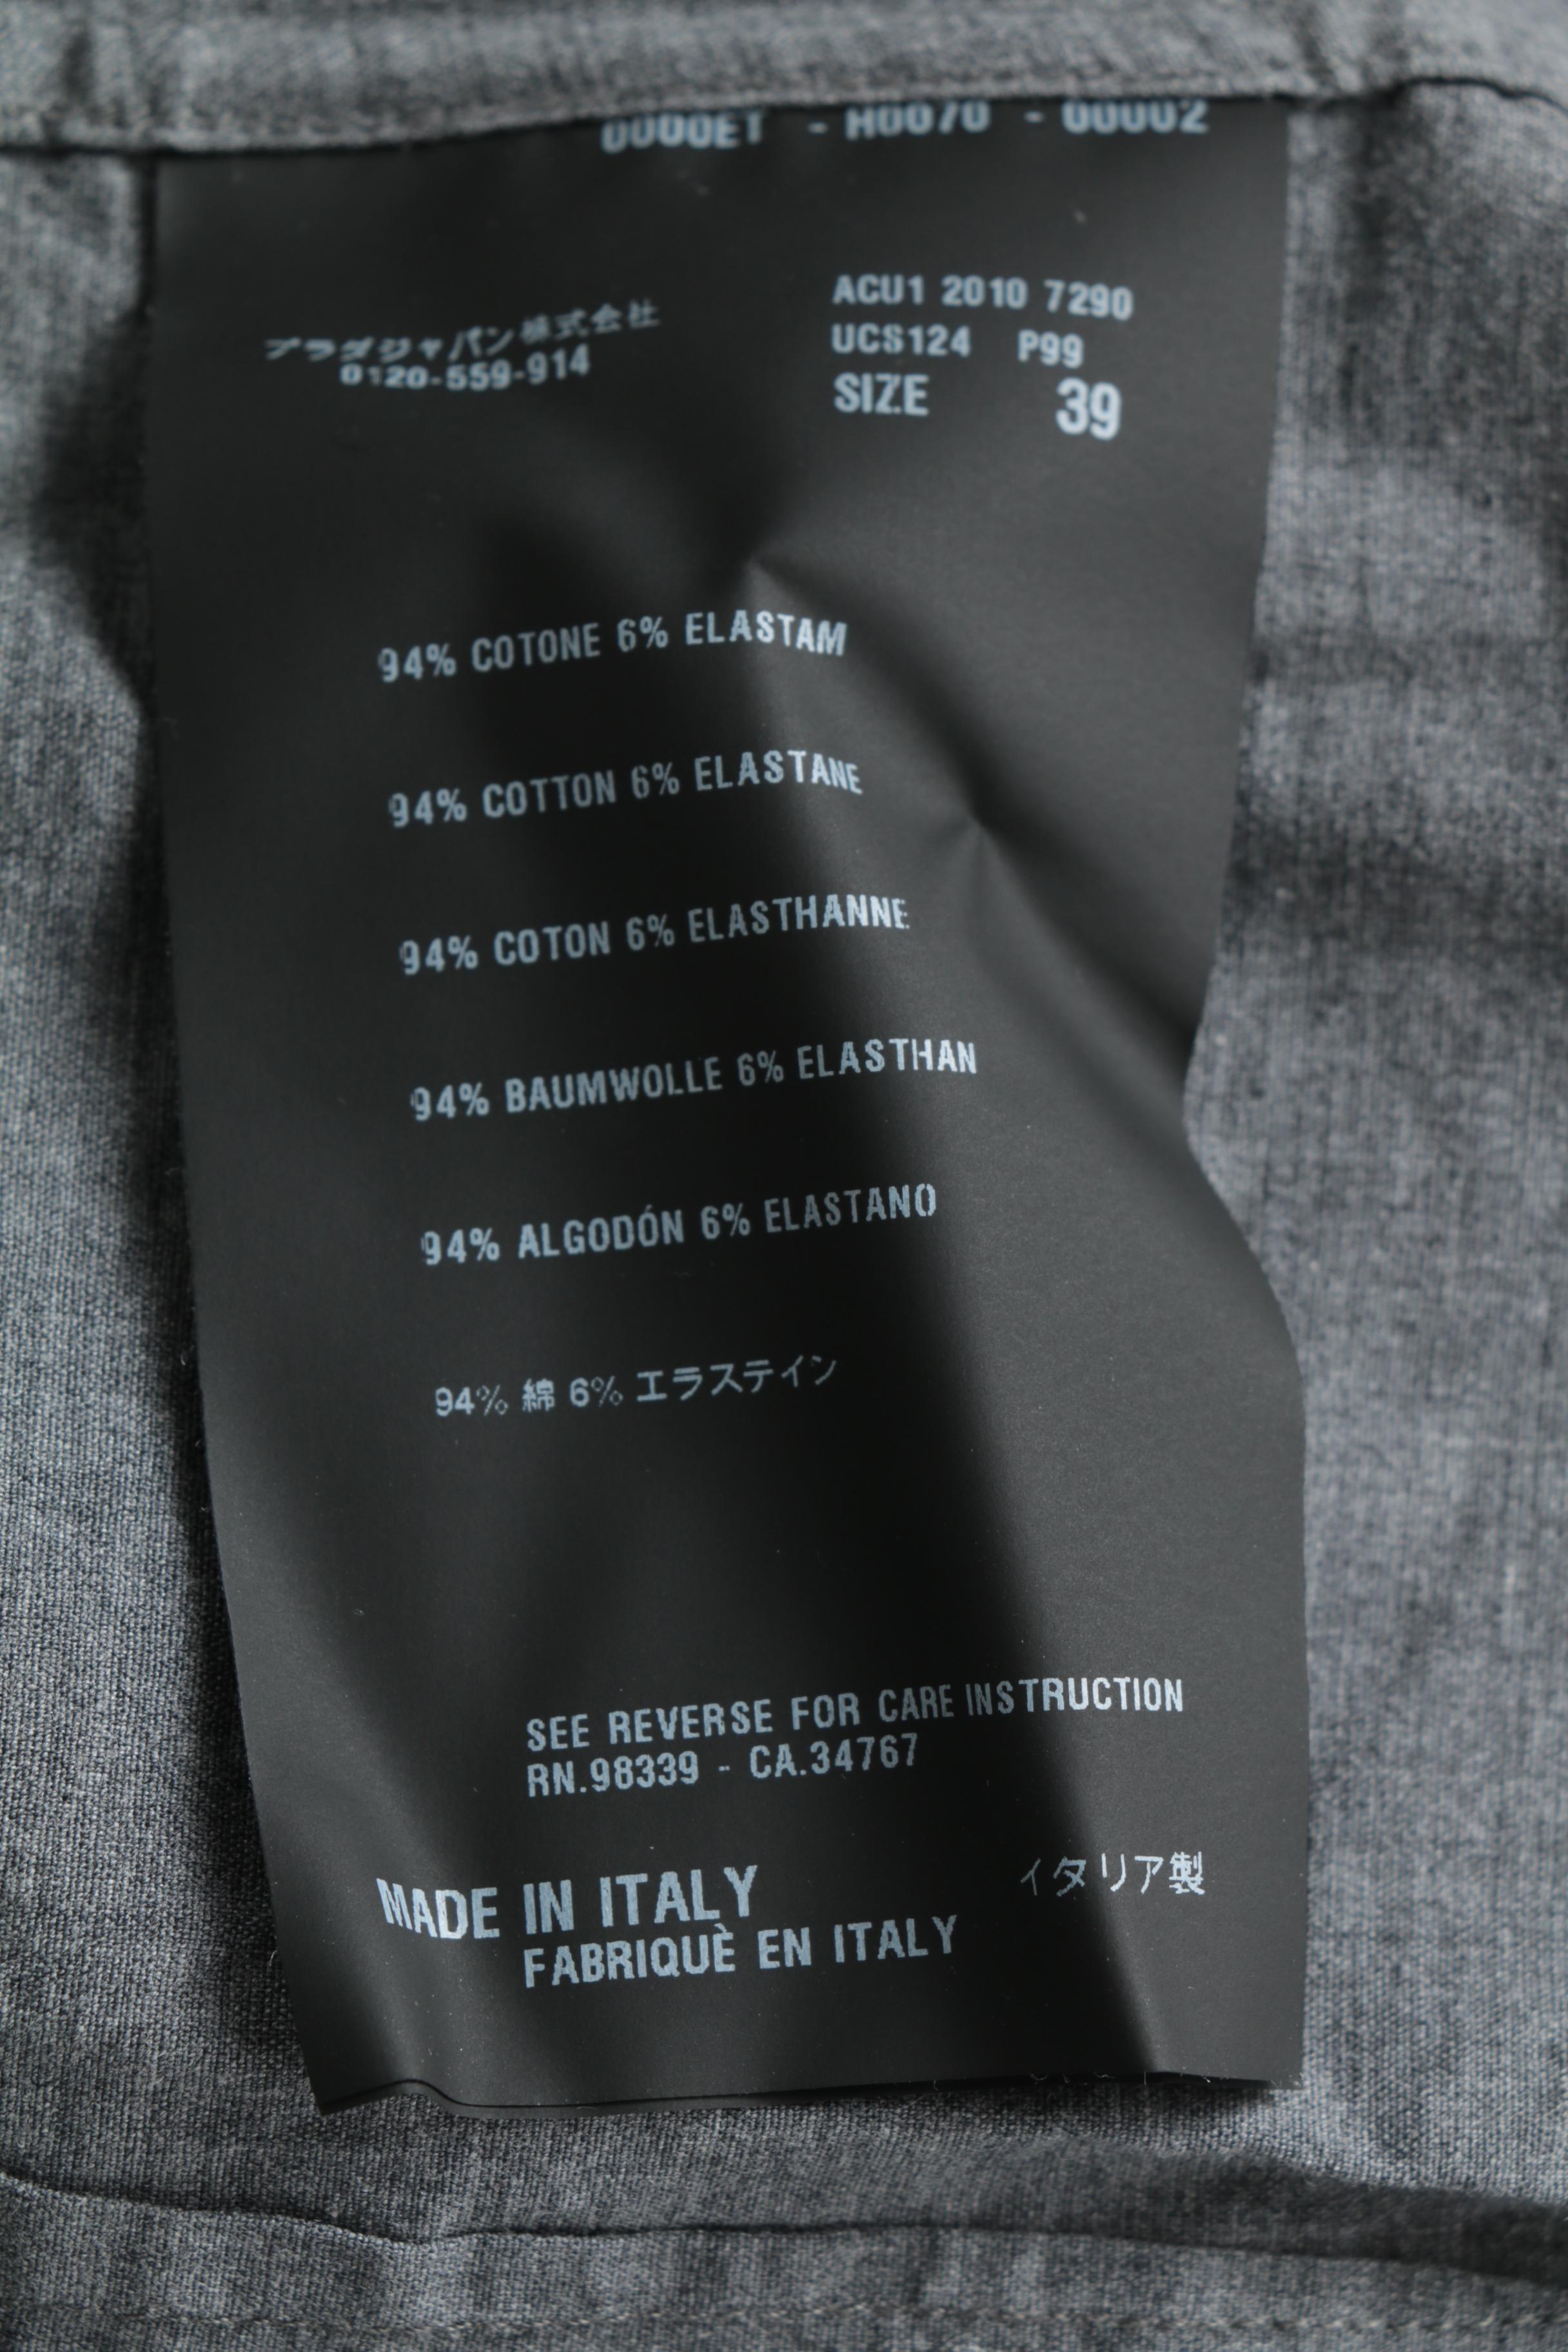 0000ET - H0070 - 00002
プラダジャパン株式会社
0120-559-914
ACU1 2010 7290
UCS124 P99
SIZE 39
94% COTONE 6% ELASTAM
94% COTTON 6% ELASTANE
94% COTON 6% ELASTHANNE
94% BAUMWOLLE 6% ELASTHAN
94% ALGODÓN 6% ELASTANO
94% 綿 6% エラステイン
SEE REVERSE FOR CARE INSTRUCTION
RN.98339 - CA.34767
MADE IN ITALY
イタリア製
FABRIQUÈ EN ITALY